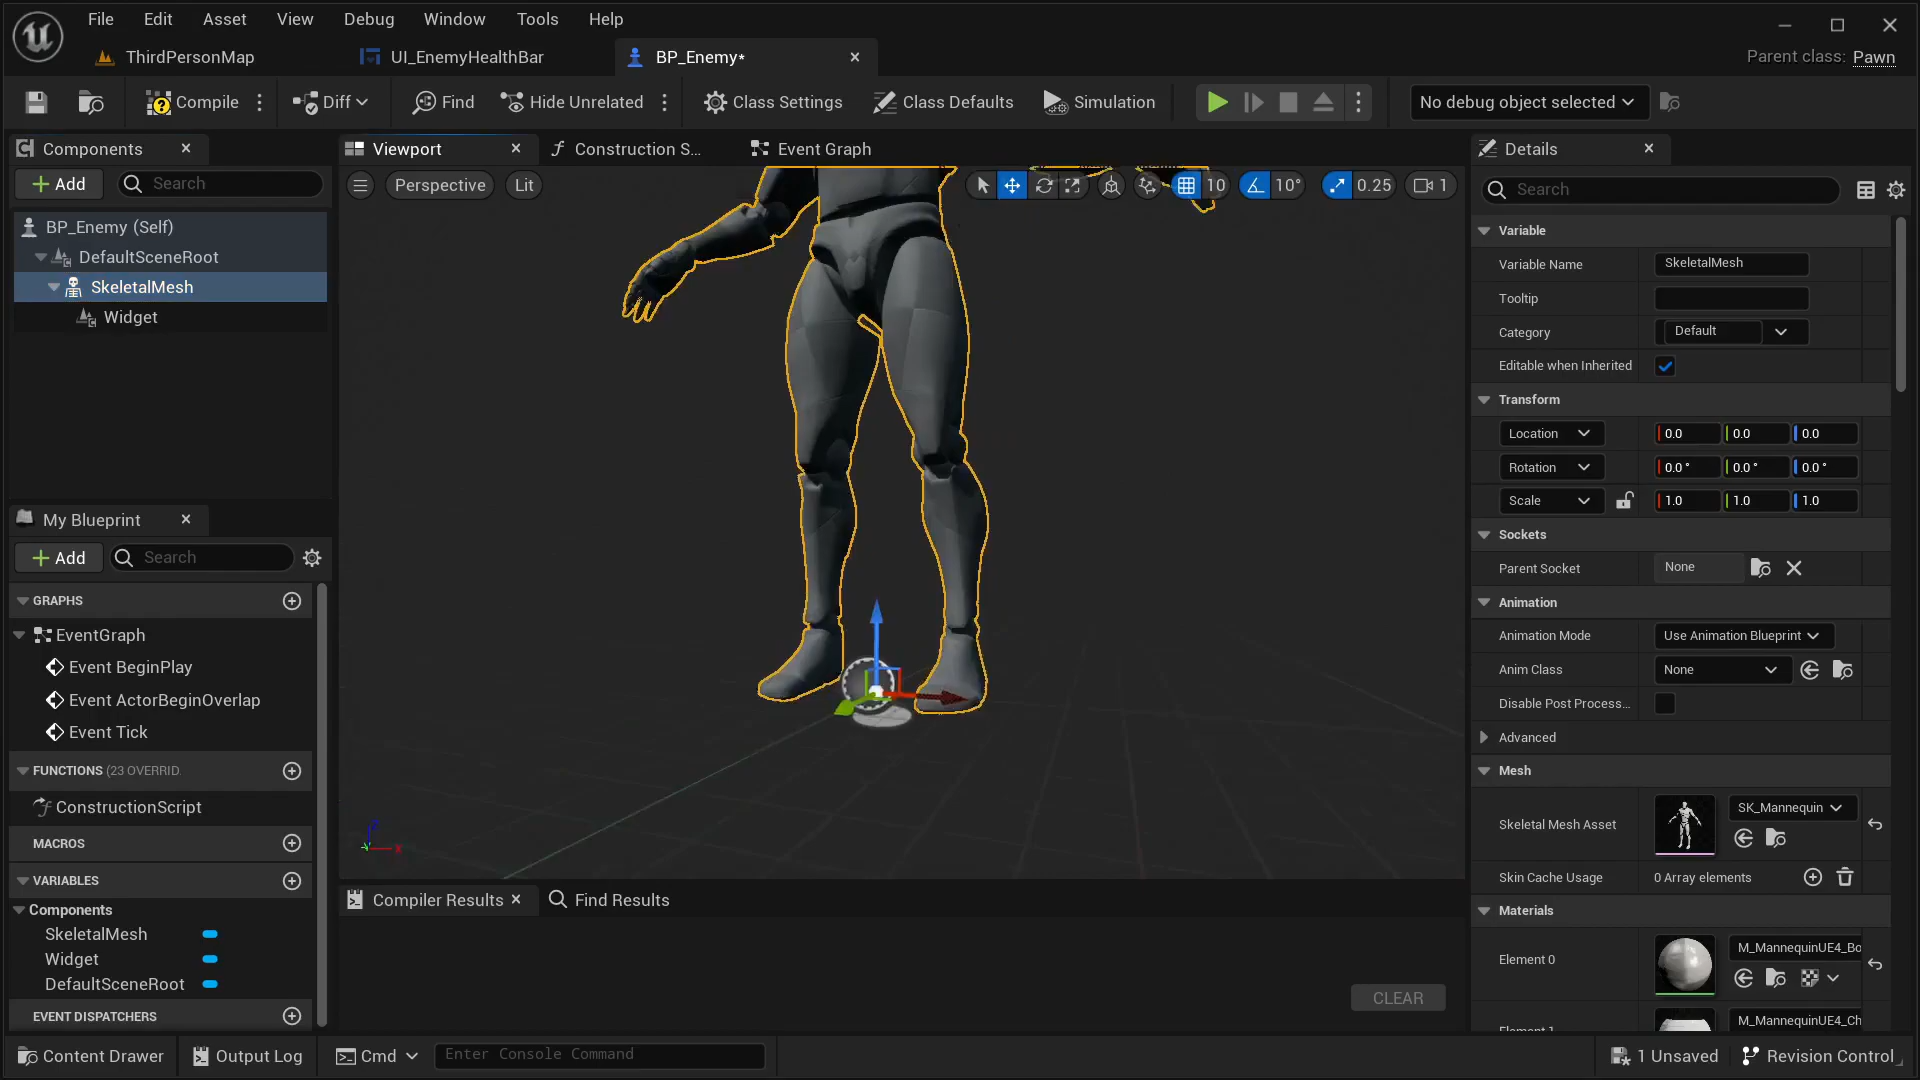 File Edit Asset View Debug Window Tools Help
ThirdPersonMap
UI_EnemyHealthBar
BP_Enemy*
Parent class: Pawn
Compile
Diff
Find
Hide Unrelated
Class Settings
Class Defaults
Simulation
No debug object selected
Components
Add
Search
BP_Enemy (Self)
DefaultSceneRoot
SkeletalMesh
Widget
My Blueprint
Add
Search
GRAPHS
EventGraph
Event BeginPlay
Event ActorBeginOverlap
Event Tick
FUNCTIONS (23 OVERRID
ConstructionScript
MACROS
VARIABLES
Components
SkeletalMesh
Widget
DefaultSceneRoot
EVENT DISPATCHERS
Viewport
Construction S...
Event Graph
Perspective
Lit
10
10°
0.25
1
Compiler Results
Find Results
CLEAR
Details
Search
Variable
Variable Name SkeletalMesh
Tooltip
Category Default
Editable when Inherited
Transform
Location 0.0 0.0 0.0
Rotation 0.0 ° 0.0 ° 0.0 °
Scale 1.0 1.0 1.0
Sockets
Parent Socket None
Animation
Animation Mode Use Animation Blueprint
Anim Class None
Disable Post Process...
Advanced
Mesh
Skeletal Mesh Asset SK_Mannequin
Skin Cache Usage 0 Array elements
Materials
Element 0 M_MannequinUE4_Bo
Element 1 M_MannequinUE4_Ch
Content Drawer
Output Log
Cmd
Enter Console Command
1 Unsaved
Revision Control